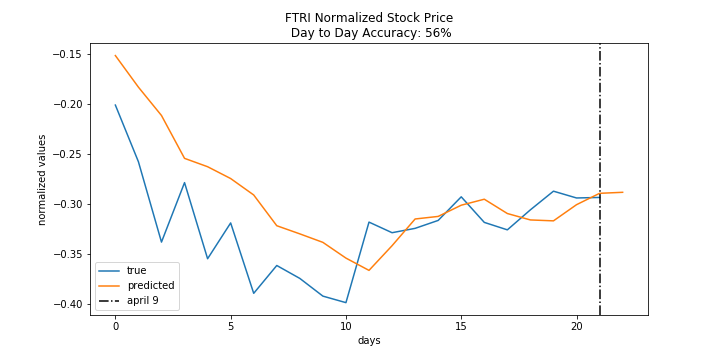 FTRI Normalized Stock Price
Day to Day Accuracy: 56%
normalized values
−0.15
−0.20
−0.25
−0.30
−0.35
−0.40
true
predicted
april 9
0 5 10 15 20
days